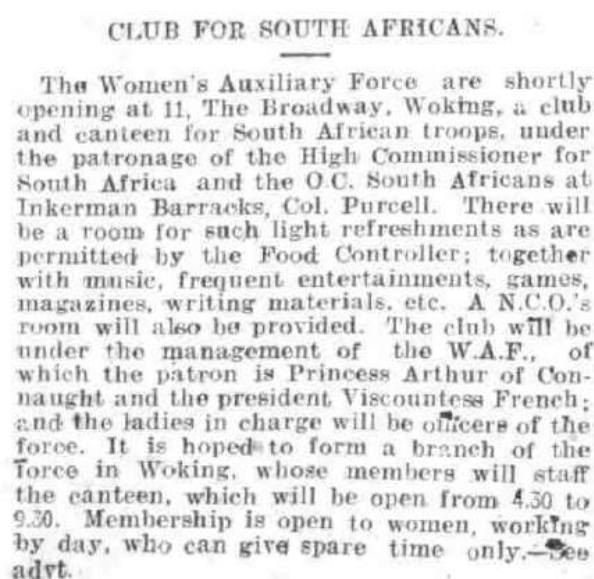 CLUB FOR SOUTH AFRICANS.
The Women's Auxiliary Force are shortly
opening at 11, The Broadway, Woking, a club
and canteen for South African troops, under
the patronage of the High Commissioner for
South Africa and the O.C. South Africans at
Inkerman Barracks, Col. Purcell. There will
be a room for such light refreshments as are
permitted by the Food Controller; together
with music, frequent entertainments, games,
magazines, writing materials, etc. A N.C.O.'s
room will also be provided. The club will be
under the management of the W.A.F., of
which the patron is Princess Arthur of Con-
naught and the president Viscountess French;
and the ladies in charge will be officers of the
force. It is hoped to form a branch of the
force in Woking, whose members will staff
the canteen, which will be open from 4.30 to
9.30. Membership is open to women, working
by day, who can give spare time only.—See
advt.